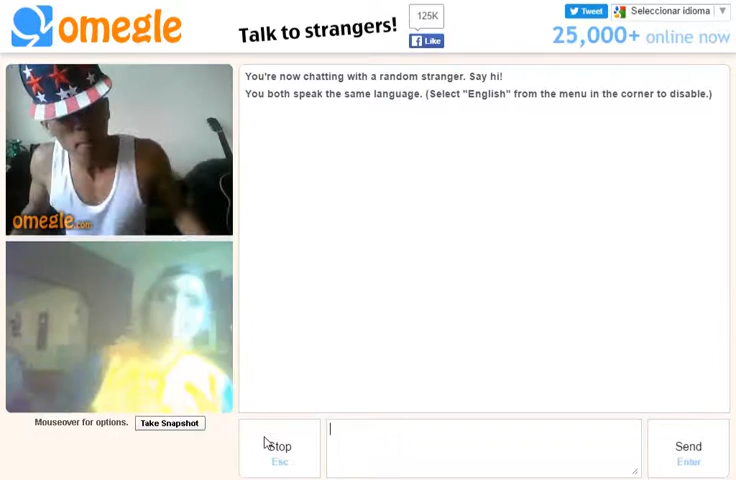 omegle
Talk to strangers!
125K
Like
Tweet
Seleccionar idioma
25,000+ online now
You're now chatting with a random stranger. Say hi!
You both speak the same language. (Select "English" from the menu in the corner to disable.)
omegle.com
Mouseover for options.
Take Snapshot
Stop
Esc
Send
Enter